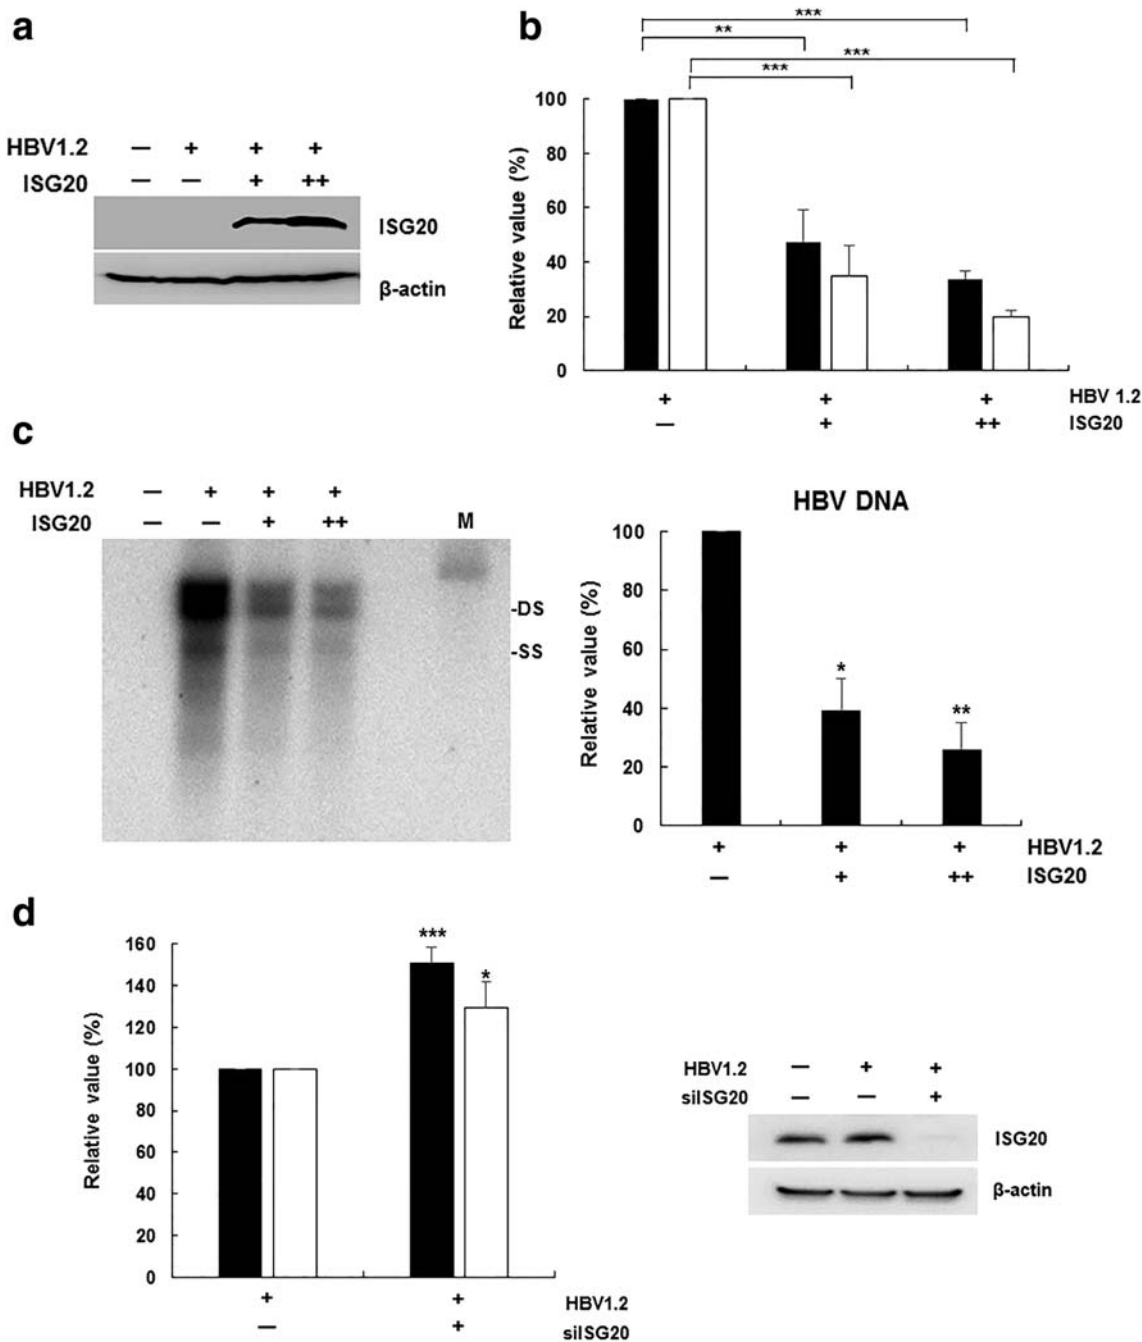 a
HBV1.2 — + + +
ISG20 — — + ++
ISG20
β-actin
b
***
**
***
***
Relative value (%)
100
80
60
40
20
0
+ + + HBV 1.2
— + ++ ISG20
c
HBV1.2 — + + +
ISG20 — — + ++ M
-DS
-SS
HBV DNA
Relative value (%)
100
80
60
40
20
0
*
**
+ + + HBV1.2
— + ++ ISG20
d
Relative value (%)
160
140
120
100
80
60
40
20
0
***
*
+ + HBV1.2
— + siISG20
HBV1.2 — + +
siISG20 — — +
ISG20
β-actin